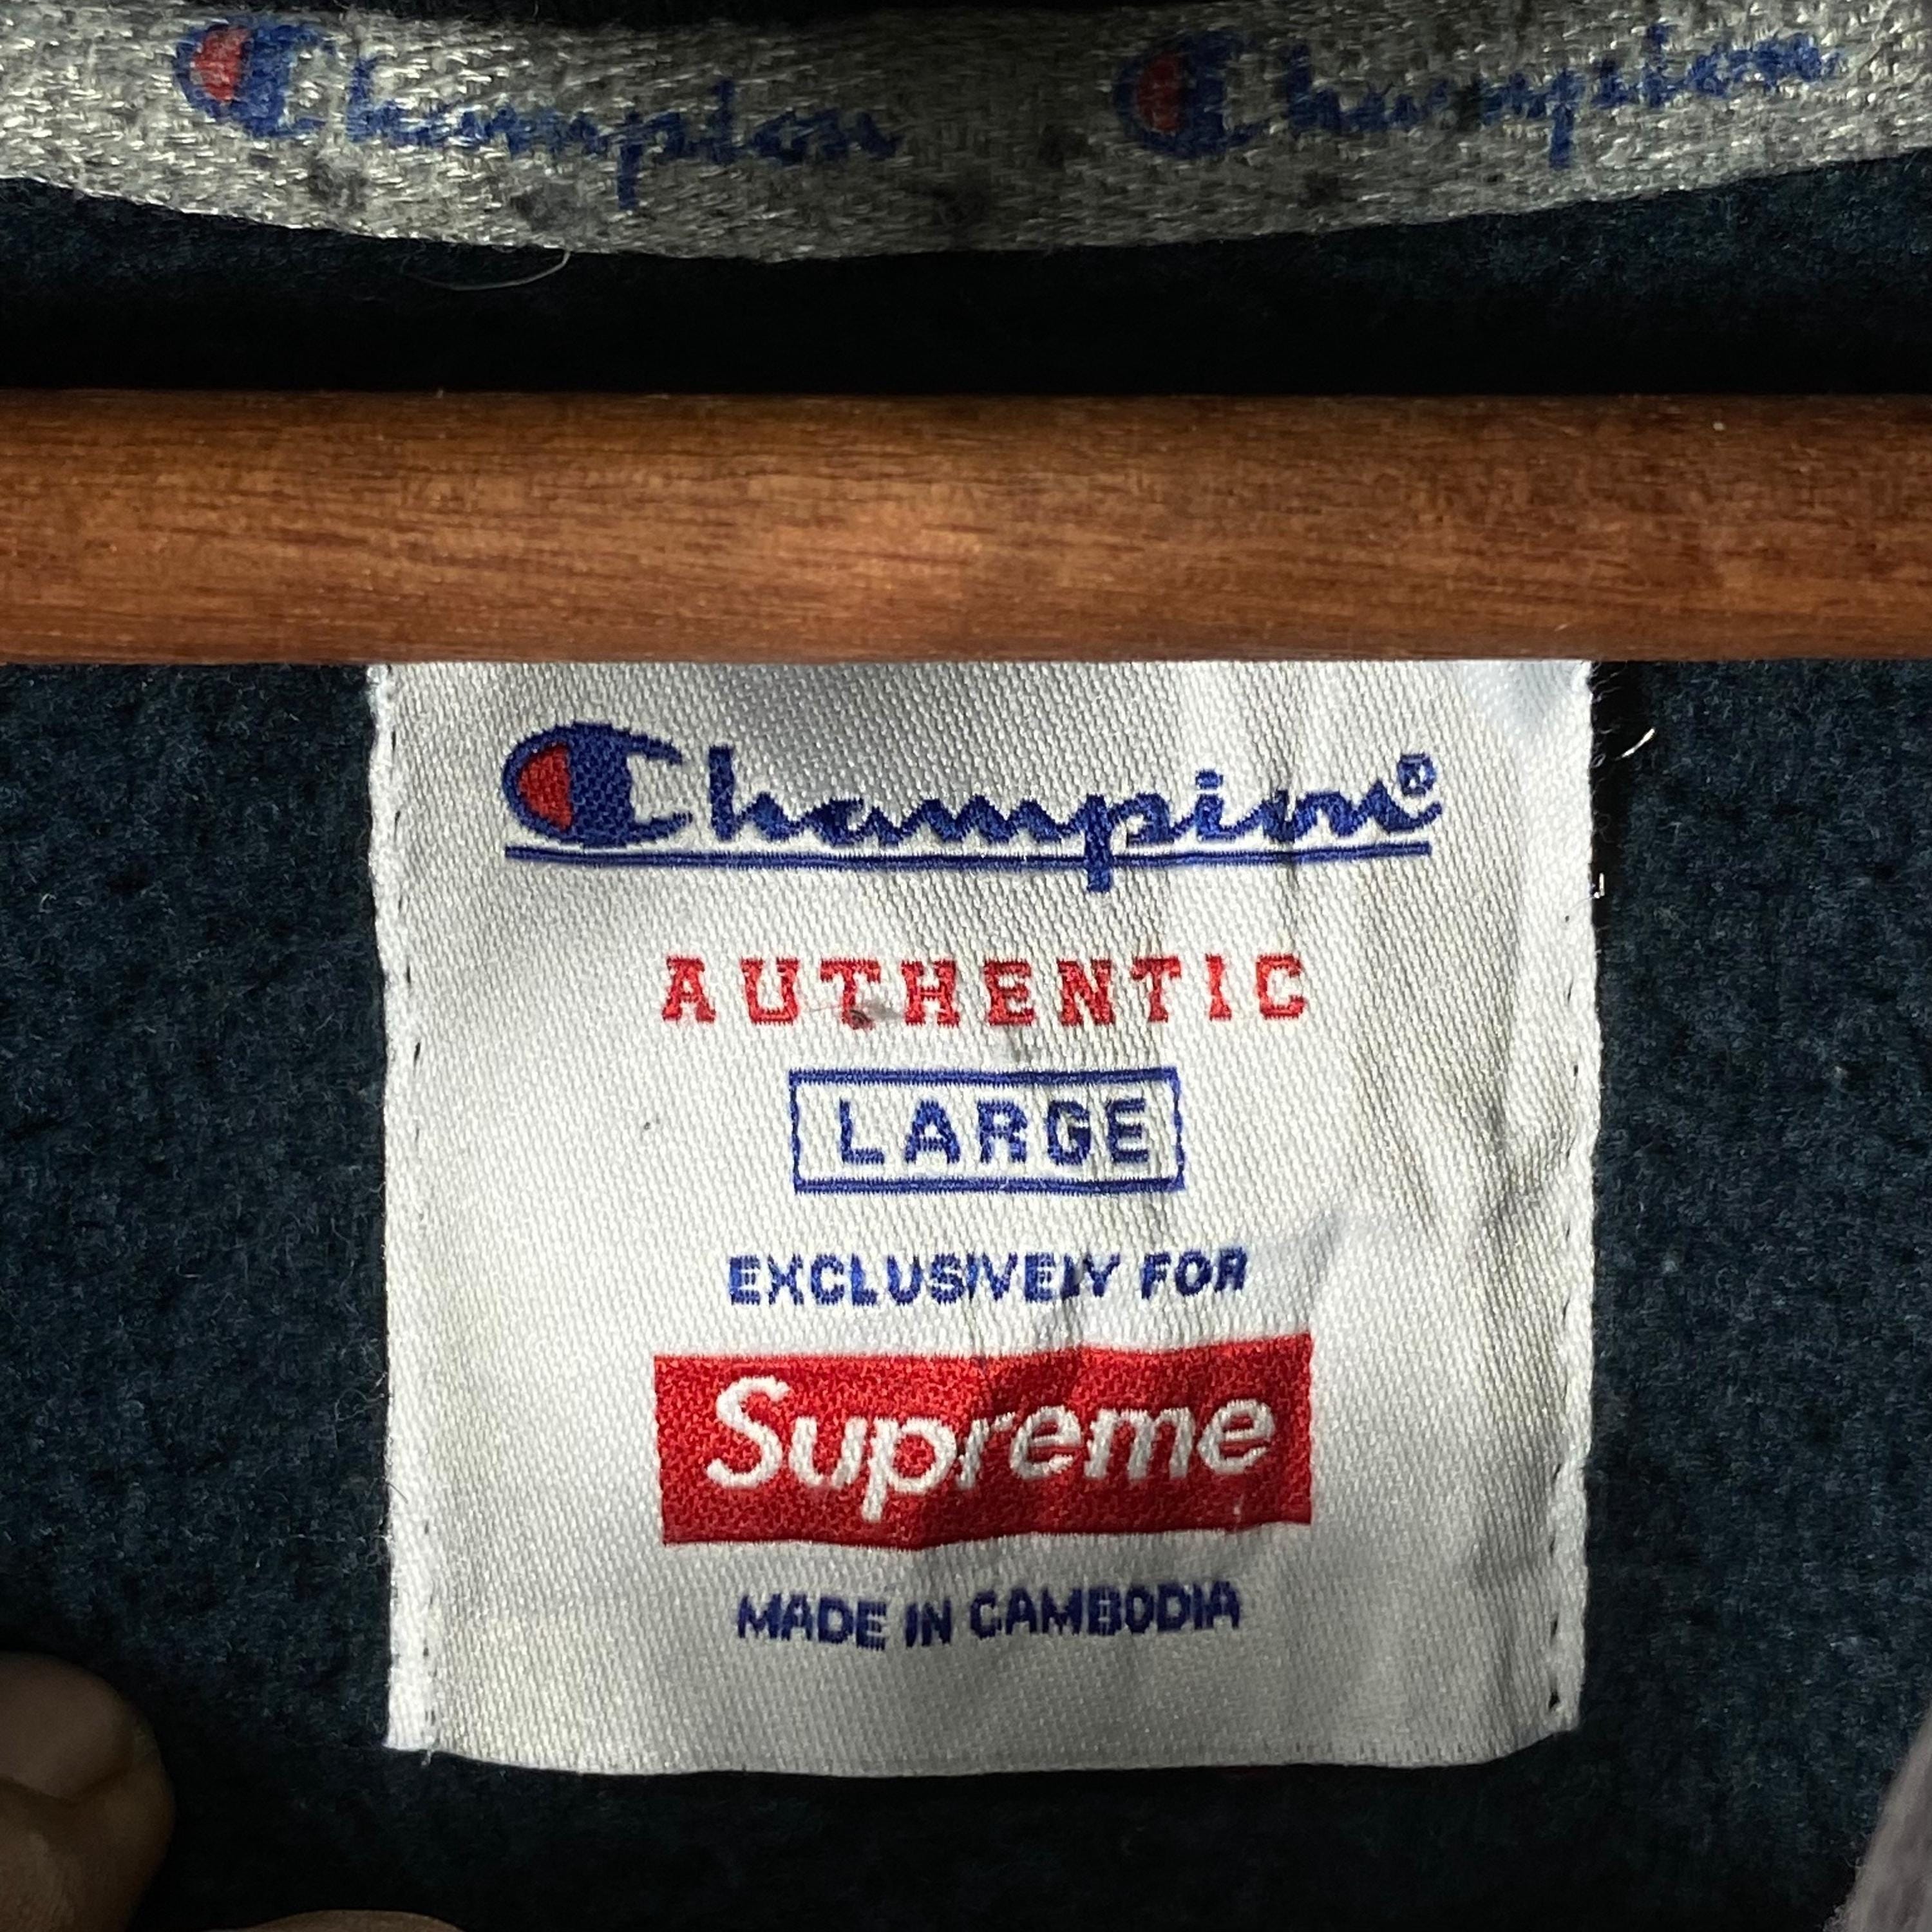 Champion Champion
Champion®
AUTHENTIC
LARGE
EXCLUSIVELY FOR
Supreme
MADE IN CAMBODIA